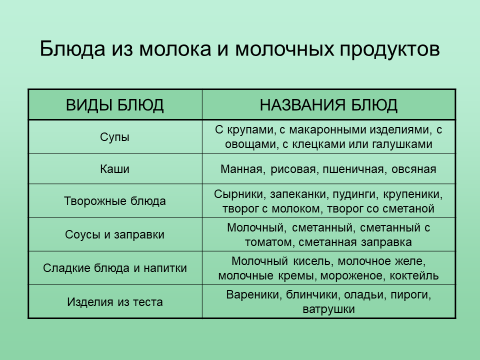 Блюда из молока и молочных продуктов
ВИДЫ БЛЮД
НАЗВАНИЯ БЛЮД
Супы
С крупами, с макаронными изделиями, с
овощами, с клецками или галушками
Каши
Манная, рисовая, пшеничная, овсяная
Творожные блюда
Сырники, запеканки, пудинги, крупеники,
творог с молоком, творог со сметаной
Соусы и заправки
Молочный, сметанный, сметанный с
томатом, сметанная заправка
Сладкие блюда и напитки
Молочный кисель, молочное желе,
молочные кремы, мороженое, коктейль
Изделия из теста
Вареники, блинчики, оладьи, пироги,
ватрушки